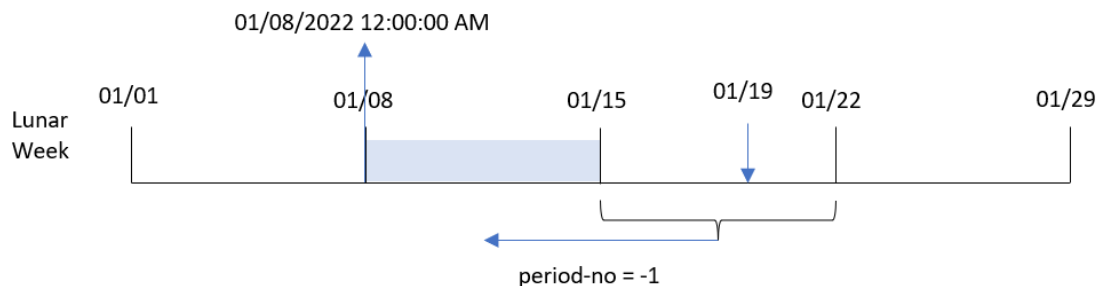 01/08/2022 12:00:00 AM
01/01
01/08
01/15
01/19
01/22
01/29
Lunar
Week
period-no = -1